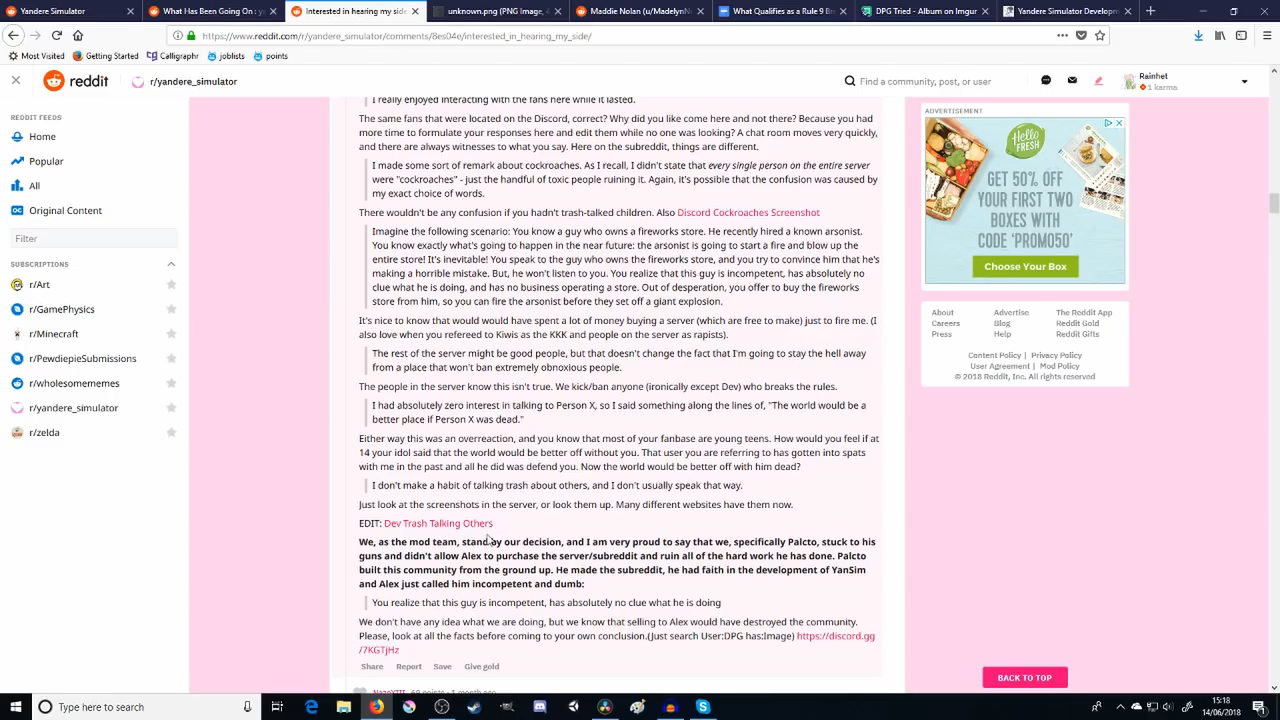 Yandere Simulator
What Has Been Going On : y
Interested in hearing my side
unknown.png (PNG Image, 4
Maddie Nolan (u/MadelynN
What Qualifies as a Rule 9 Bre
DPG Tried - Album on Imgur
Yandere Simulator Develop
https://www.reddit.com/r/yandere_simulator/comments/8es04e/interested_in_hearing_my_side/
Most Visited
Getting Started
Calligraphr
joblists
points
reddit
r/yandere_simulator
Find a community, post, or user
Rainhet
1 karma
REDDIT FEEDS
Home
Popular
All
Original Content
Filter
SUBSCRIPTIONS
r/Art
r/GamePhysics
r/Minecraft
r/PewdiepieSubmissions
r/wholesomememes
r/yandere_simulator
r/zelda
I really enjoyed interacting with the fans here while it lasted.
The same fans that were located on the Discord, correct? Why did you like come here and not there? Because you had
more time to formulate your responses here and edit them while no one was looking? A chat room moves very quickly,
and there are always witnesses to what you say. Here on the subreddit, things are different.
I made some sort of remark about cockroaches. As I recall, I didn't state that every single person on the entire server
were "cockroaches" - just the handful of toxic people ruining it. Again, it's possible that the confusion was caused by
my exact choice of words.
There wouldn't be any confusion if you hadn't trash-talked children. Also Discord Cockroaches Screenshot
Imagine the following scenario: You know a guy who owns a fireworks store. He recently hired a known arsonist.
You know exactly what's going to happen in the near future: the arsonist is going to start a fire and blow up the
entire store! It's inevitable! You speak to the guy who owns the fireworks store, and you try to convince him that he's
making a horrible mistake. But, he won't listen to you. You realize that this guy is incompetent, has absolutely no
clue what he is doing, and has no business operating a store. Out of desperation, you offer to buy the fireworks
store from him, so you can fire the arsonist before they set off a giant explosion.
It's nice to know that would would have spent a lot of money buying a server (which are free to make) just to fire me. (I
also love when you refereed to Kiwis as the KKK and people on the server as rapists).
The rest of the server might be good people, but that doesn't change the fact that I'm going to stay the hell away
from a place that won't ban extremely obnoxious people.
The people in the server know this isn't true. We kick/ban anyone (ironically except Dev) who breaks the rules.
I had absolutely zero interest in talking to Person X, so I said something along the lines of, "The world would be a
better place if Person X was dead."
Either way this was an overreaction, and you know that most of your fanbase are young teens. How would you feel if at
14 your idol said that the world would be better off without you. That user you are referring to has gotten into spats
with me in the past and all he did was defend you. Now the world would be better off with him dead?
I don't make a habit of talking trash about others, and I don't usually speak that way.
Just look at the screenshots in the server, or look them up. Many different websites have them now.
EDIT: Dev Trash Talking Others
We, as the mod team, stand by our decision, and I am very proud to say that we, specifically Palcto, stuck to his
guns and didn't allow Alex to purchase the server/subreddit and ruin all of the hard work he has done. Palcto
built this community from the ground up. He made the subreddit, he had faith in the development of YanSim
and Alex just called him incompetent and dumb:
You realize that this guy is incompetent, has absolutely no clue what he is doing
We don't have any idea what we are doing, but we know that selling to Alex would have destroyed the community.
Please, look at all the facts before coming to your own conclusion.(Just search User:DPG has:Image) https://discord.gg
/7KGTjHz
Share Report Save Give gold
ADVERTISEMENT
Hello FRESH
GET 50% OFF
YOUR FIRST TWO
BOXES WITH
CODE 'PROMO50'
Choose Your Box
About Advertise The Reddit App
Careers Blog Reddit Gold
Press Help Reddit Gifts
Content Policy | Privacy Policy
User Agreement | Mod Policy
© 2018 Reddit, Inc. All rights reserved
BACK TO TOP
Type here to search
15:18
14/06/2018